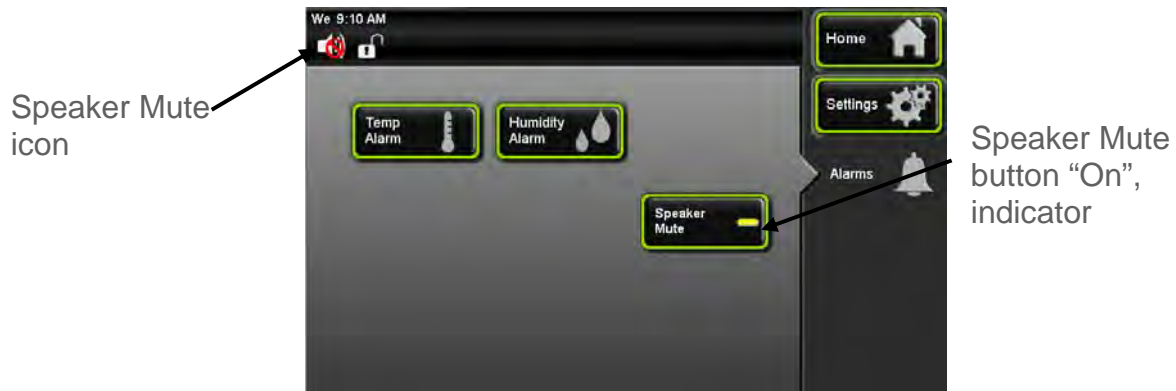 We 9:10 AM
Home
Settings
Speaker Mute
icon
Temp
Alarm
Humidity
Alarm
Alarms
Speaker
Mute
Speaker Mute
button “On”,
indicator